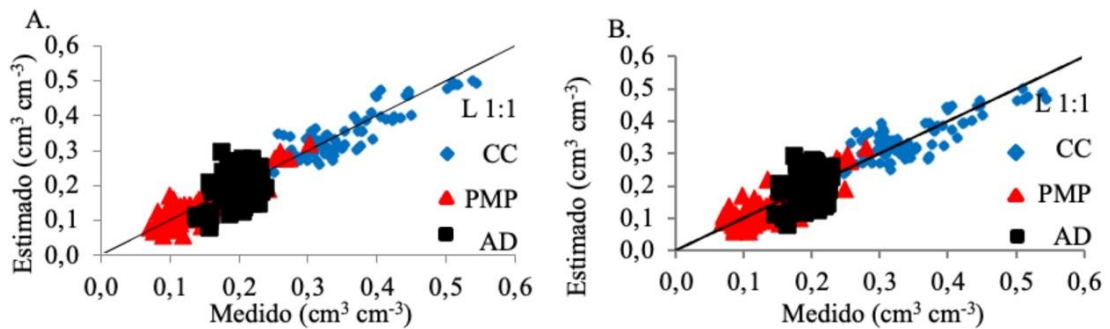 A.
0,6
0,5
0,4
0,3
0,2
0,1
0,0
Estimado (cm³ cm⁻³)
L 1:1
CC
PMP
AD
0,0 0,1 0,2 0,3 0,4 0,5 0,6
Medido (cm³ cm⁻³)
B.
0,6
0,5
0,4
0,3
0,2
0,1
0,0
Estimado (cm³ cm⁻³)
L 1:1
CC
PMP
AD
0,0 0,1 0,2 0,3 0,4 0,5 0,6
Medido (cm³ cm⁻³)